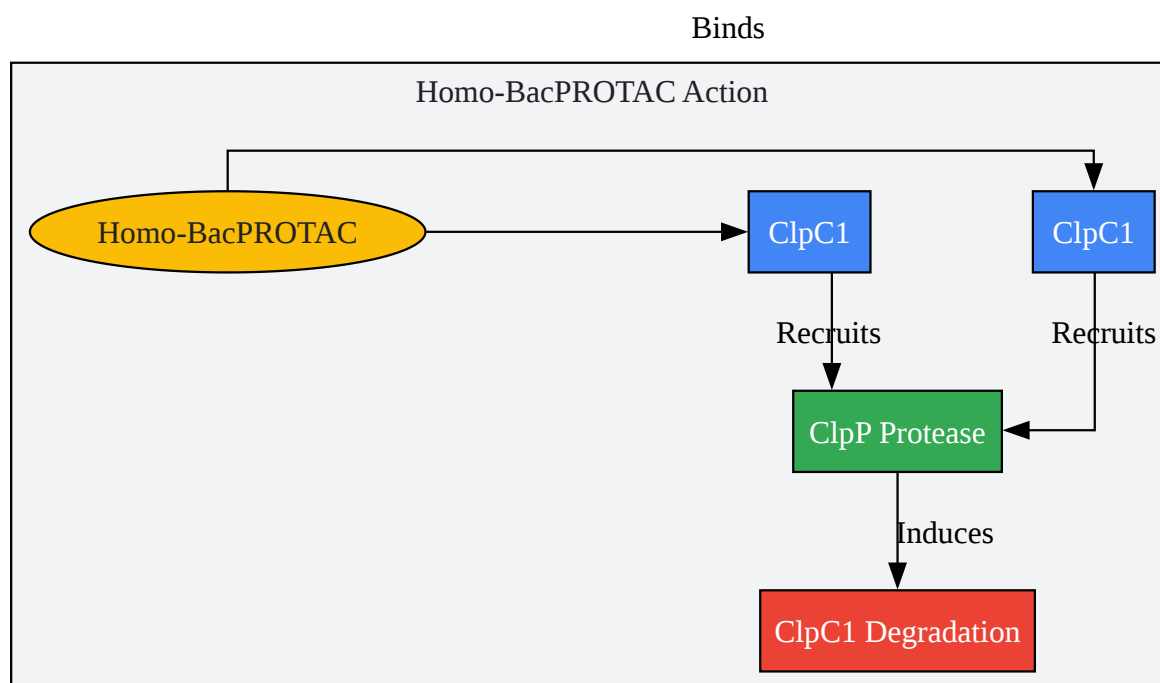 Binds
Homo-BacPROTAC Action
Homo-BacPROTAC
ClpC1
ClpC1
Recruits
Recruits
ClpP Protease
Induces
ClpC1 Degradation